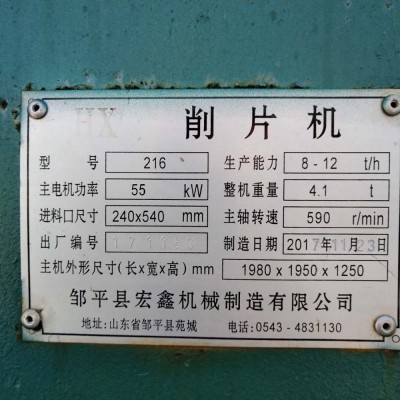 HX 削片机
型号 216 生产能力 8 - 12 t/h
主电机功率 55 kW 整机重量 4.1 t
进料口尺寸 240x540 mm 主轴转速 590 r/min
出厂编号 171123 制造日期 2017年11月23日
主机外形尺寸(长x宽x高) mm 1980 x 1950 x 1250
邹平县宏鑫机械制造有限公司
地址:山东省邹平县苑城 电话:0543 - 4831130